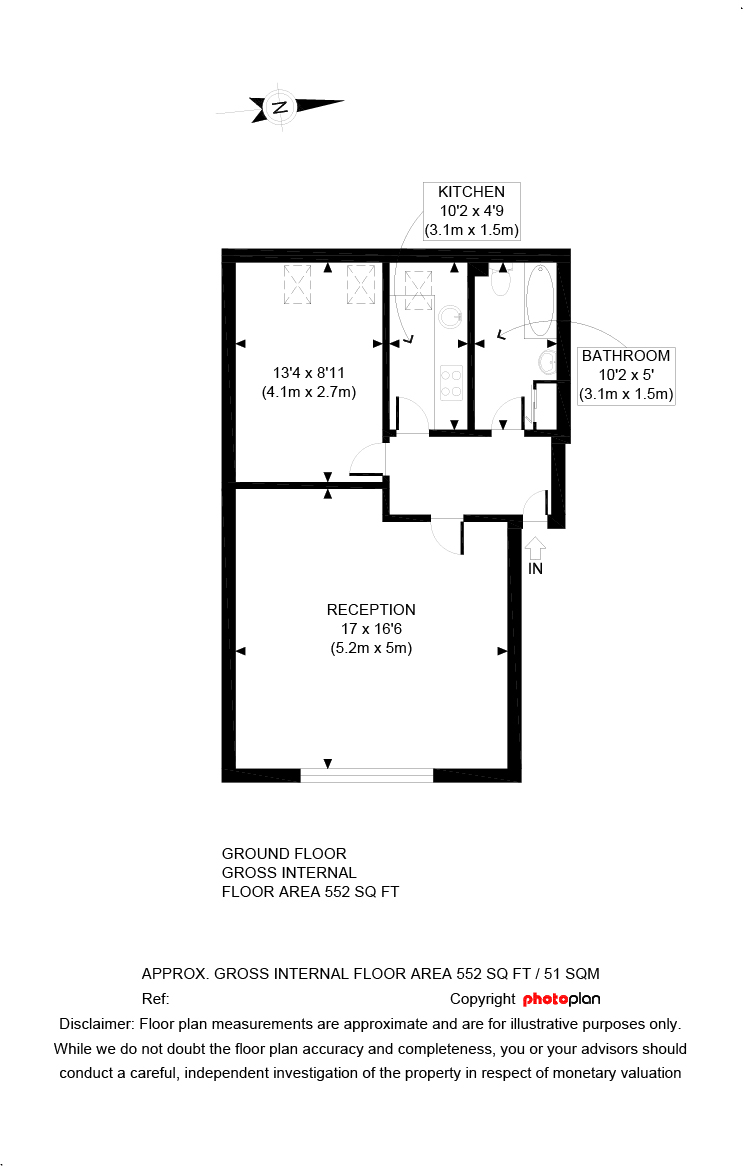 N
KITCHEN
10'2 x 4'9
(3.1m x 1.5m)
BATHROOM
10'2 x 5'
(3.1m x 1.5m)
13'4 x 8'11
(4.1m x 2.7m)
IN
RECEPTION
17 x 16'6
(5.2m x 5m)
GROUND FLOOR
GROSS INTERNAL
FLOOR AREA 552 SQ FT
APPROX. GROSS INTERNAL FLOOR AREA 552 SQ FT / 51 SQM
Ref: Copyright photoplan
Disclaimer: Floor plan measurements are approximate and are for illustrative purposes only.
While we do not doubt the floor plan accuracy and completeness, you or your advisors should
conduct a careful, independent investigation of the property in respect of monetary valuation